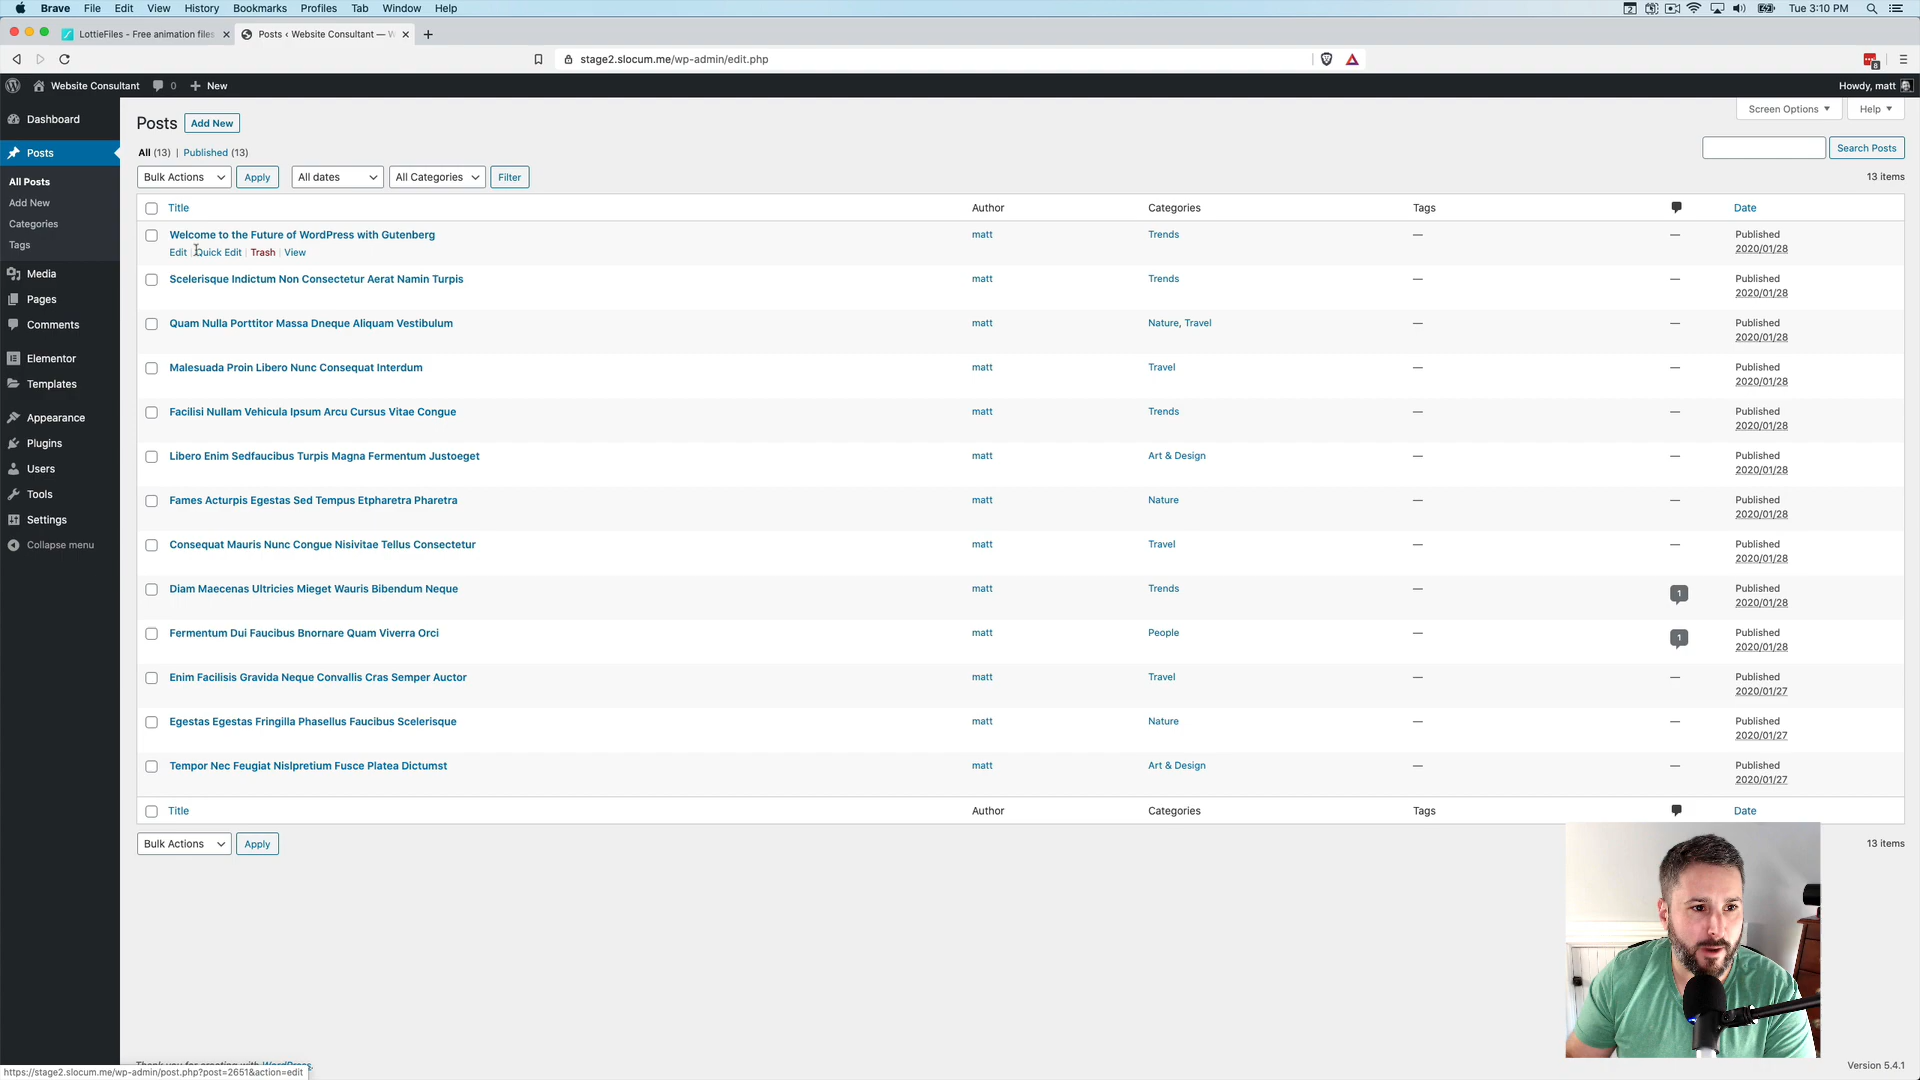 Brave File Edit View History Bookmarks Profiles Tab Window Help
Tue 3:10 PM
LottieFiles - Free animation files
Posts ‹ Website Consultant — W
stage2.slocum.me/wp-admin/edit.php
8
Website Consultant 0 New
Howdy, matt
Dashboard
Posts
All Posts
Add New
Categories
Tags
Media
Pages
Comments
Elementor
Templates
Appearance
Plugins
Users
Tools
Settings
Collapse menu
Screen Options Help
Posts Add New
All (13) | Published (13)
Search Posts
Bulk Actions Apply All dates All Categories Filter
13 items
Title Author Categories Tags Date
Welcome to the Future of WordPress with Gutenberg matt Trends — — Published
Edit | Quick Edit | Trash | View 2020/01/28
Scelerisque Indictum Non Consectetur Aerat Namin Turpis matt Trends — — Published
2020/01/28
Quam Nulla Porttitor Massa Dneque Aliquam Vestibulum matt Nature, Travel — — Published
2020/01/28
Malesuada Proin Libero Nunc Consequat Interdum matt Travel — — Published
2020/01/28
Facilisi Nullam Vehicula Ipsum Arcu Cursus Vitae Congue matt Trends — — Published
2020/01/28
Libero Enim Sedfaucibus Turpis Magna Fermentum Justoeget matt Art & Design — — Published
2020/01/28
Fames Acturpis Egestas Sed Tempus Etpharetra Pharetra matt Nature — — Published
2020/01/28
Consequat Mauris Nunc Congue Nisivitae Tellus Consectetur matt Travel — — Published
2020/01/28
Diam Maecenas Ultricies Mieget Wauris Bibendum Neque matt Trends — 1 Published
2020/01/28
Fermentum Dui Faucibus Bnornare Quam Viverra Orci matt People — 1 Published
2020/01/28
Enim Facilisis Gravida Neque Convallis Cras Semper Auctor matt Travel — — Published
2020/01/27
Egestas Egestas Fringilla Phasellus Faucibus Scelerisque matt Nature — — Published
2020/01/27
Tempor Nec Feugiat Nislpretium Fusce Platea Dictumst matt Art & Design — — Published
2020/01/27
Title Author Categories Tags Date
Bulk Actions Apply
13 items
Thank you for creating with WordPress.
Version 5.4.1
https://stage2.slocum.me/wp-admin/post.php?post=2651&action=edit